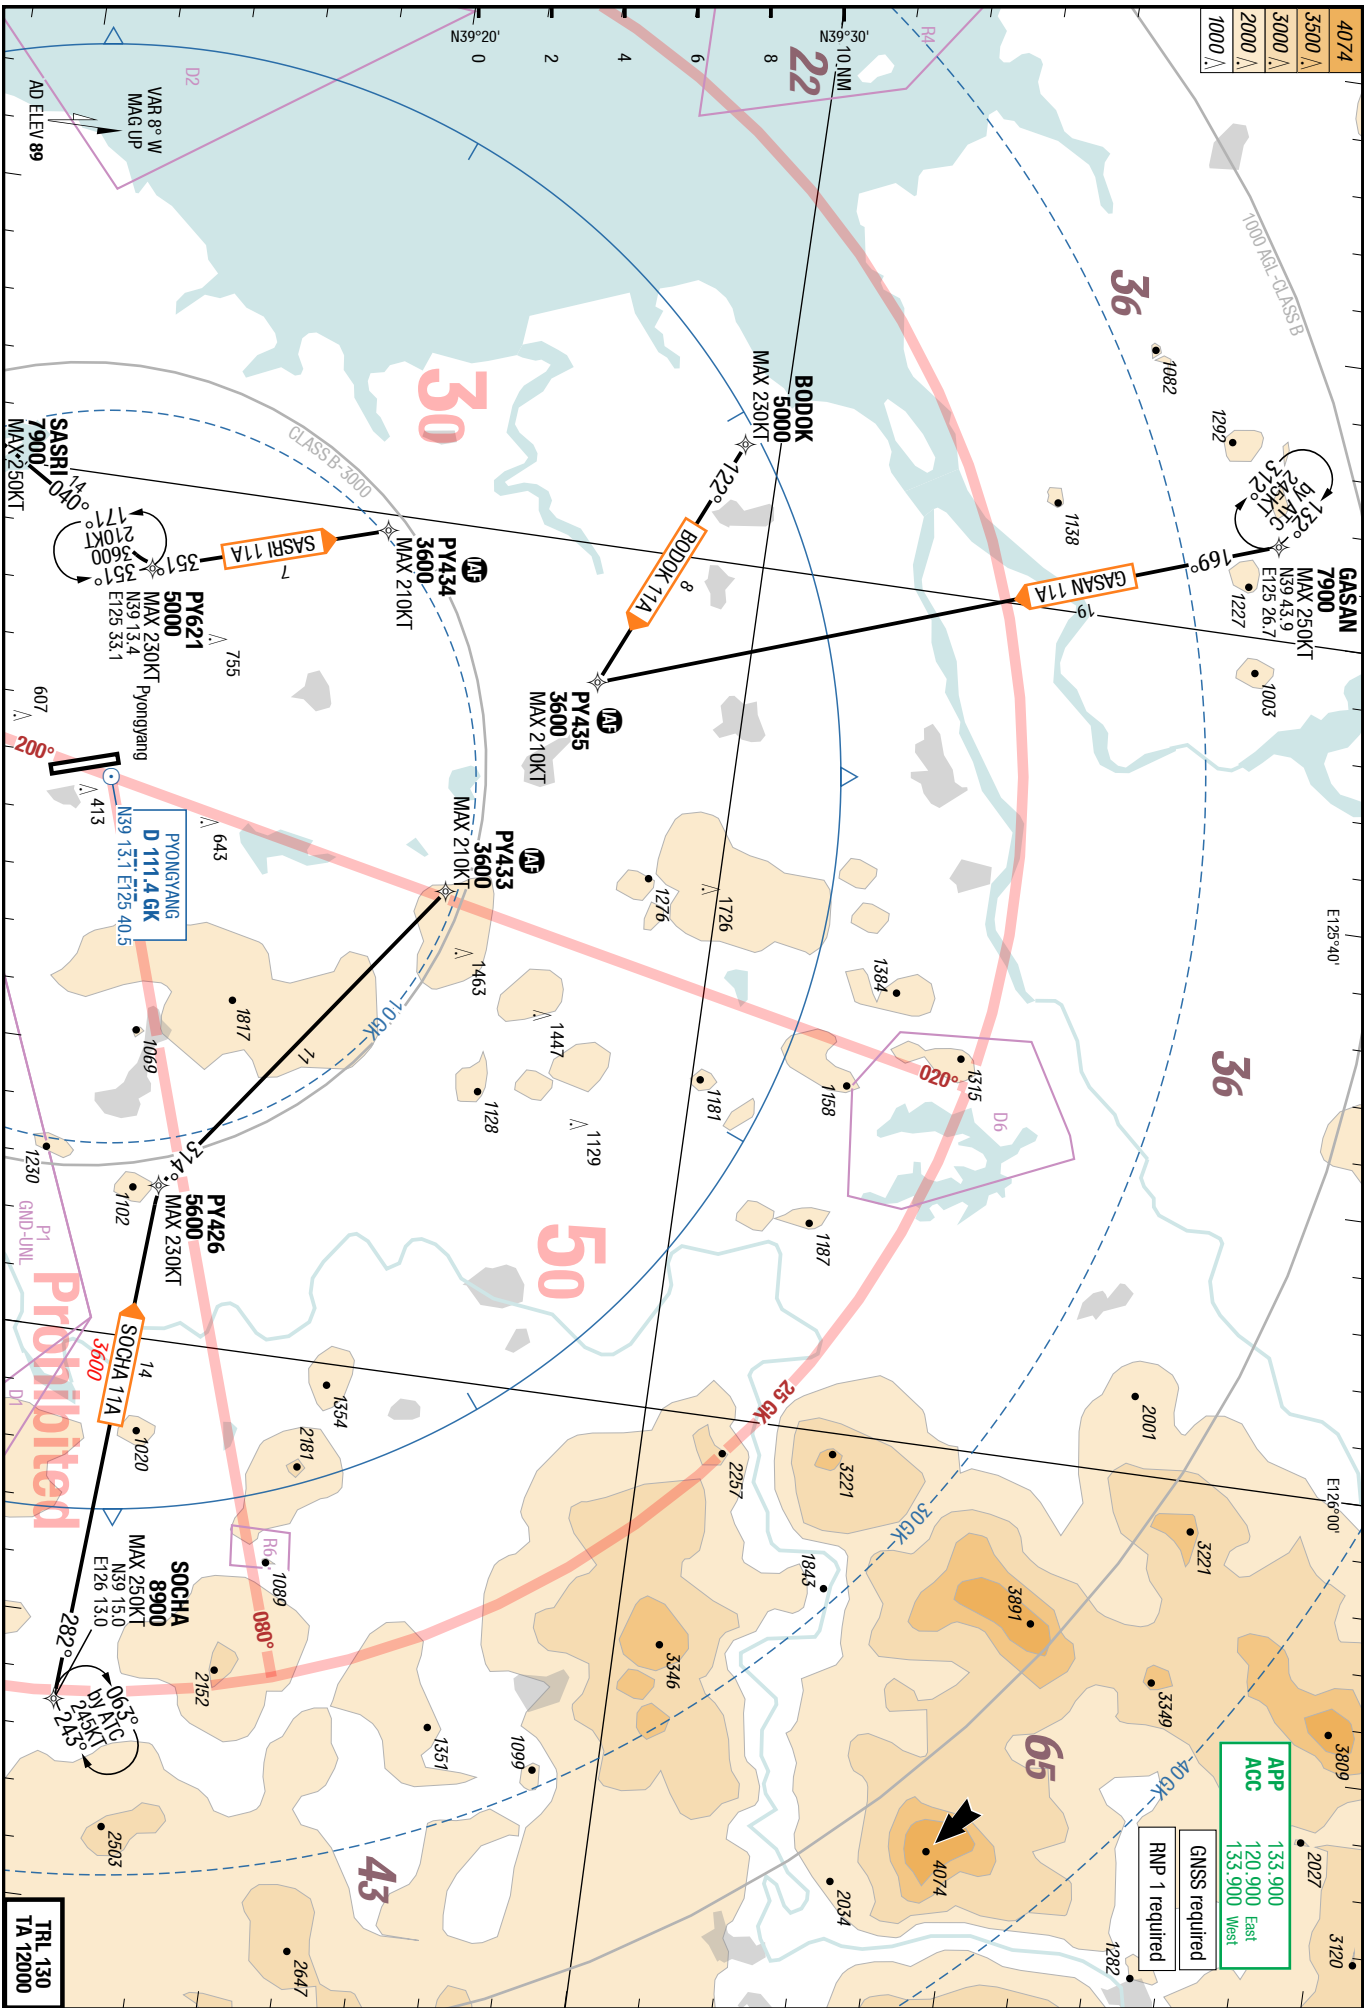 4074
3500
3000
2000
1000
1000 AGL-CLASS B
36
1082
1292
1138
132°
by ATC
245KT
312°
GASAN
7900
MAX 250KT
N39 43.9
E125 26.7
169°
1227
1003
GASAN 11A
19
E125°40'
36
E126°00'
2001
3221
3349
3809
APP 133.900
ACC 120.900 East
133.900 West
GNSS required
RNP 1 required
2027
3120
1282
40 GK
65
4074
2034
3891
30 GK
3221
1843
R4
N39°30'
10 NM
8
6
4
2
0
N39°20'
22
BODOK
5000
MAX 230KT
122°
BODOK 11A
8
IAF
PY435
3600
MAX 210KT
1726
1276
1384
1315
020°
1158
D6
1181
1187
25 GK
2257
3346
30
CLASS B-3000
IAF
PY434
3600
MAX 210KT
SASRI 11A
7
351°
IAF
PY433
3600
MAX 210KT
1463
1447
1129
1128
10 GK
11
50
1354
2181
R6
1089
080°
2152
1351
1099
43
2647
2503
D2
VAR 8° W
MAG UP
AD ELEV 89
SASRI
7900
MAX 250KT
14
040°
171°
210KT
3600
351°
PY621
5000
MAX 230KT
N39 13.4
E125 33.1
755
607
200°
Pyongyang
413
643
PYONGYANG
D 111.4 GK
N39 13.1 E125 40.5
1817
1069
1230
1102
314°
PY426
5600
MAX 230KT
P1
GND-UNL
Prohibited
D1
14
SOCHA 11A
3600
1020
SOCHA
8900
MAX 250KT
N39 15.0
E126 13.0
282°
063°
by ATC
245KT
243°
TRL 130
TA 12000